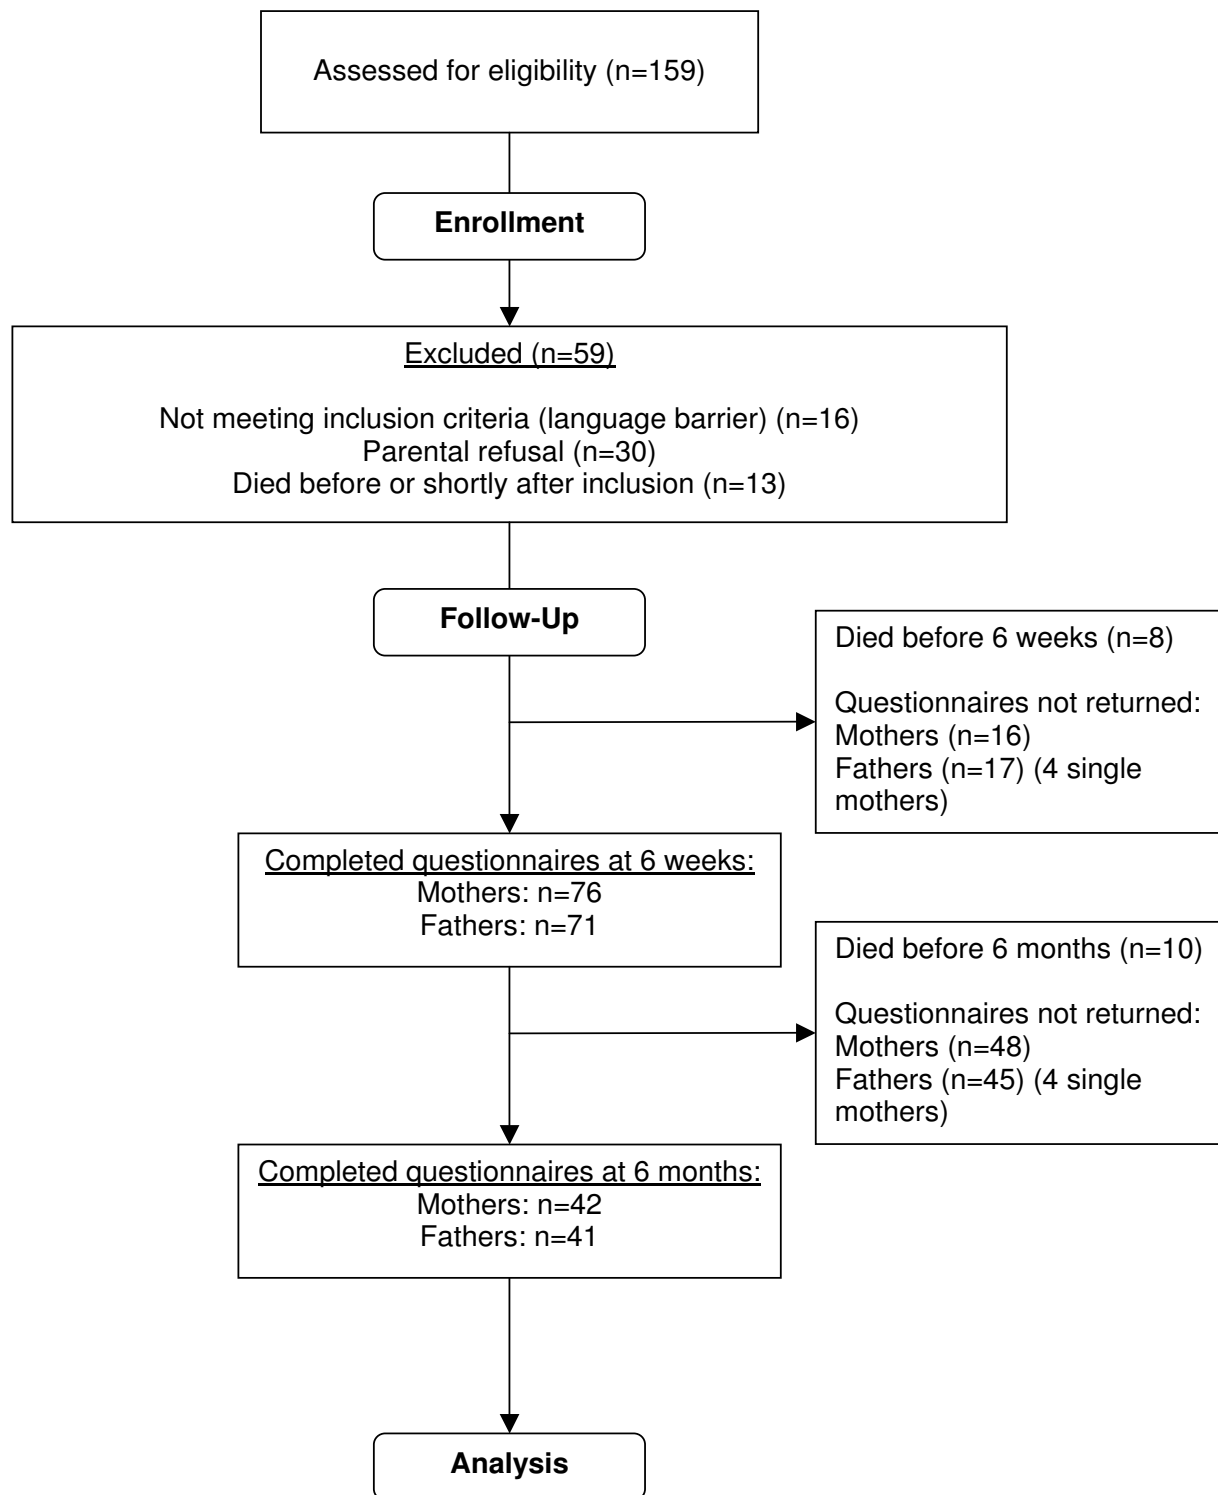 Assessed for eligibility (n=159)
Enrollment
Excluded (n=59)
Not meeting inclusion criteria (language barrier) (n=16)
Parental refusal (n=30)
Died before or shortly after inclusion (n=13)
Follow-Up
Died before 6 weeks (n=8)
Questionnaires not returned:
Mothers (n=16)
Fathers (n=17) (4 single
mothers)
Completed questionnaires at 6 weeks:
Mothers: n=76
Fathers: n=71
Died before 6 months (n=10)
Questionnaires not returned:
Mothers (n=48)
Fathers (n=45) (4 single
mothers)
Completed questionnaires at 6 months:
Mothers: n=42
Fathers: n=41
Analysis